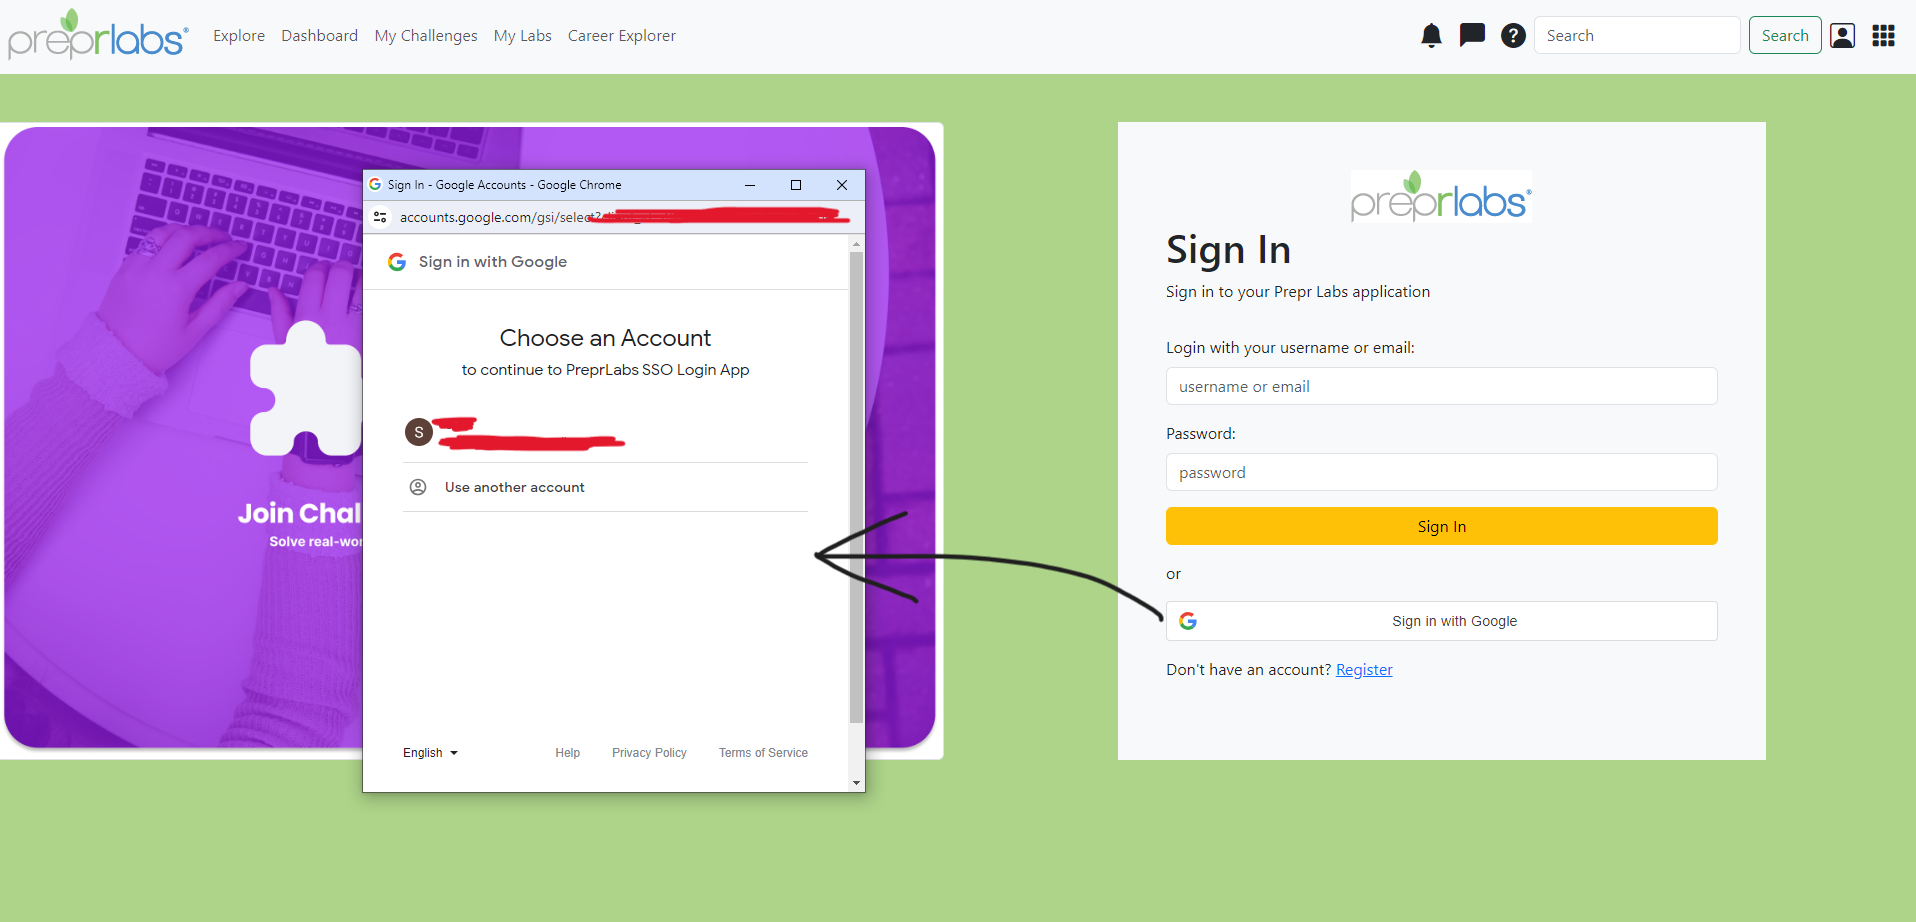 preprlabs®
Explore Dashboard My Challenges My Labs Career Explorer
Search
Search
Join Chal
Solve real-wor
Sign In - Google Accounts - Google Chrome
accounts.google.com/gsi/select?
Sign in with Google
Choose an Account
to continue to PreprLabs SSO Login App
S
Use another account
English
Help Privacy Policy Terms of Service
preprlabs®
Sign In
Sign in to your Prepr Labs application
Login with your username or email:
username or email
Password:
password
Sign In
or
Sign in with Google
Don't have an account? Register